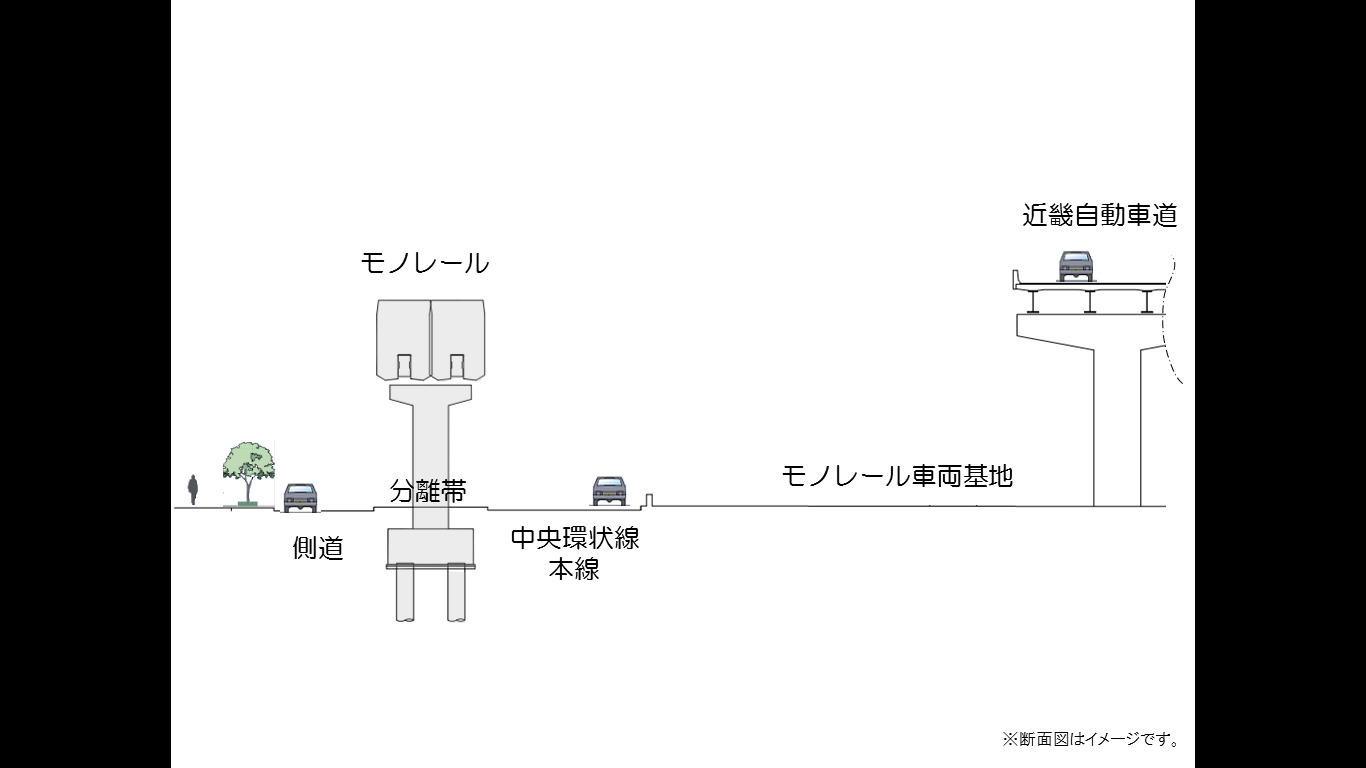 近畿自動車道
モノレール
モノレール車両基地
分離帯
側道
中央環状線
本線
※断面図はイメージです。